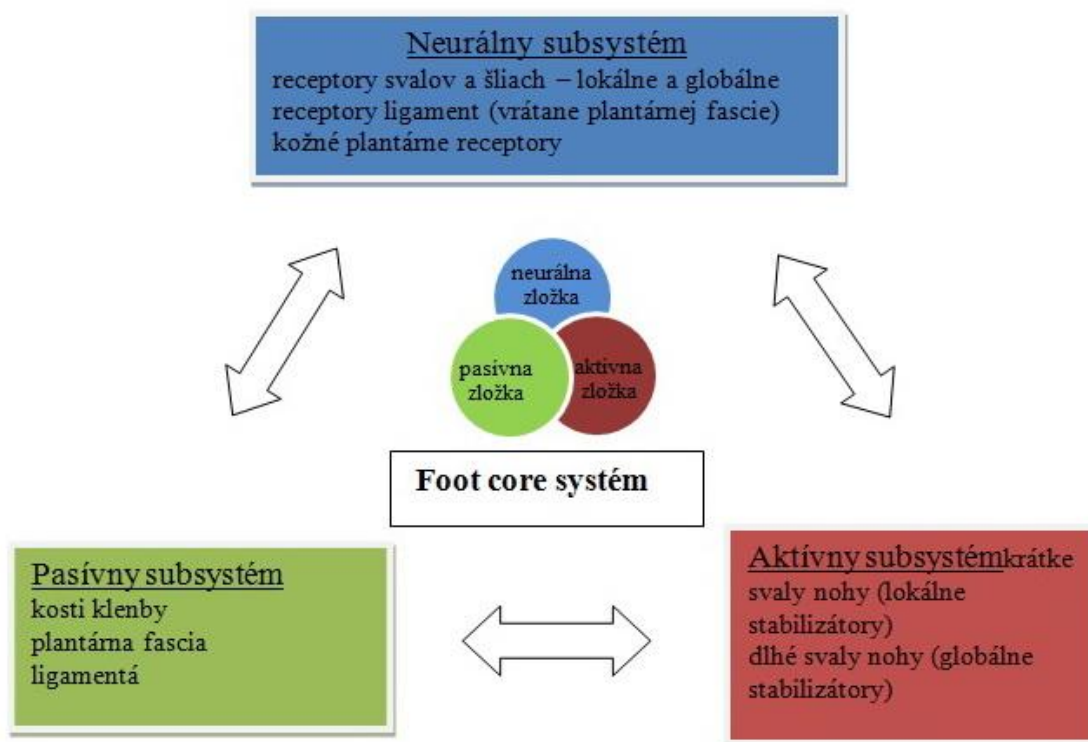 Neurálny subsystém
receptory svalov a šliach – lokálne a globálne
receptory ligament (vrátane plantárnej fascie)
kožné plantárne receptory
neurálna
zložka
pasívna
zložka
aktívna
zložka
Foot core systém
Pasívny subsystém
kosti klenby
plantárna fascia
ligamentá
Aktívny subsystémkrátke
svaly nohy (lokálne
stabilizátory)
dlhé svaly nohy (globálne
stabilizátory)